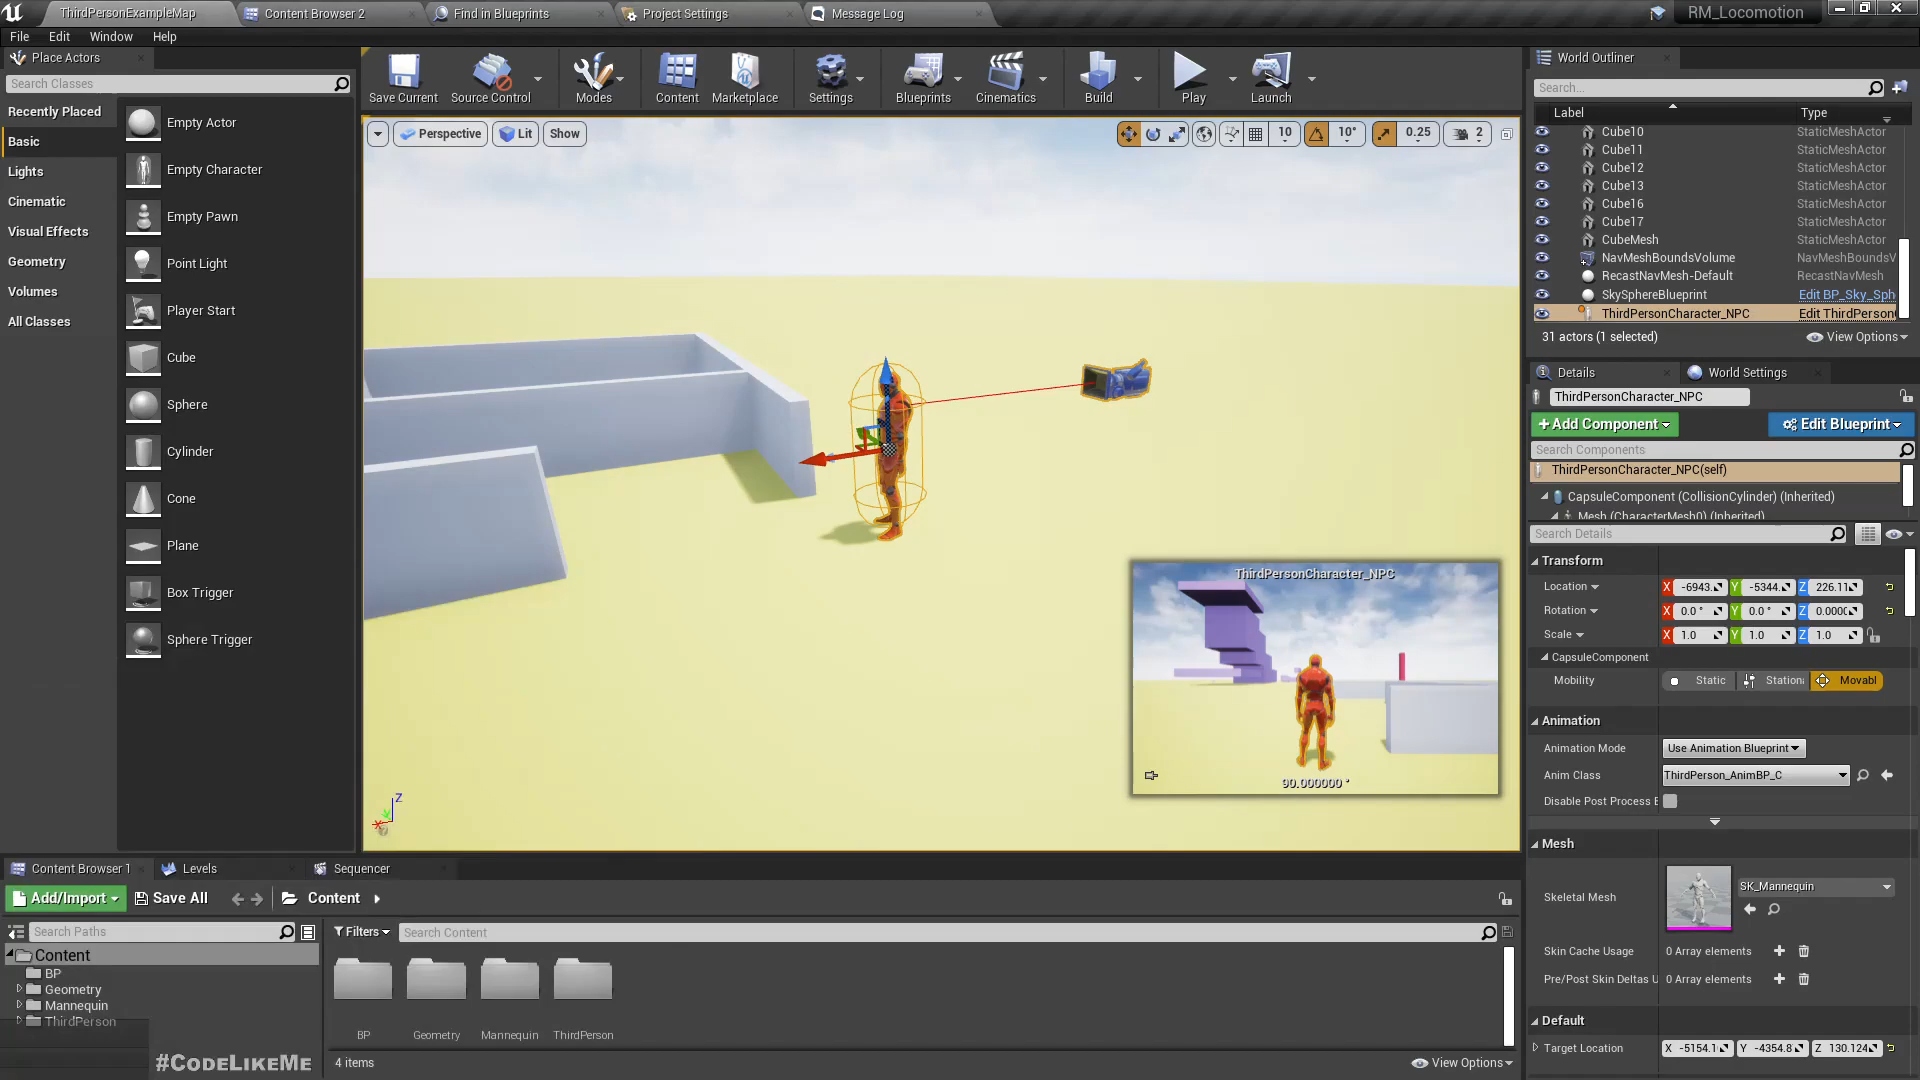 ThirdPersonExampleMap
Content Browser 2
Find in Blueprints
Project Settings
Message Log
RM_Locomotion
File
Edit
Window
Help
Place Actors
Search Classes
Recently Placed
Basic
Lights
Cinematic
Visual Effects
Geometry
Volumes
All Classes
Empty Actor
Empty Character
Empty Pawn
Point Light
Player Start
Cube
Sphere
Cylinder
Cone
Plane
Box Trigger
Sphere Trigger
Save Current
Source Control
Modes
Content
Marketplace
Settings
Blueprints
Cinematics
Build
Play
Launch
Perspective
Lit
Show
10
10°
0.25
2
ThirdPersonCharacter_NPC
90.000000 °
Z
World Outliner
Search...
Label
Type
Cube10 StaticMeshActor
Cube11 StaticMeshActor
Cube12 StaticMeshActor
Cube13 StaticMeshActor
Cube16 StaticMeshActor
Cube17 StaticMeshActor
CubeMesh StaticMeshActor
NavMeshBoundsVolume NavMeshBoundsV
RecastNavMesh-Default RecastNavMesh
SkySphereBlueprint Edit BP_Sky_Sph
ThirdPersonCharacter_NPC Edit ThirdPerson
31 actors (1 selected)
View Options
Details
World Settings
ThirdPersonCharacter_NPC
+Add Component
Edit Blueprint
Search Components
ThirdPersonCharacter_NPC(self)
CapsuleComponent (CollisionCylinder) (Inherited)
Mesh (CharacterMesh0) (Inherited)
Search Details
Transform
Location X -6943. Y -5344. Z 226.11
Rotation X 0.0 ° Y 0.0 ° Z 0.000
Scale X 1.0 Y 1.0 Z 1.0
CapsuleComponent
Mobility Static Station Movabl
Animation
Animation Mode Use Animation Blueprint
Anim Class ThirdPerson_AnimBP_C
Disable Post Process B
Mesh
Skeletal Mesh SK_Mannequin
Skin Cache Usage 0 Array elements
Pre/Post Skin Deltas U 0 Array elements
Default
Target Location X -5154.1 Y -4354.8 Z 130.124
Content Browser 1
Levels
Sequencer
Add/Import
Save All
Content
Search Paths
Filters
Search Content
Content
BP
Geometry
Mannequin
ThirdPerson
BP
Geometry
Mannequin
ThirdPerson
4 items
View Options
#CODELIKEME